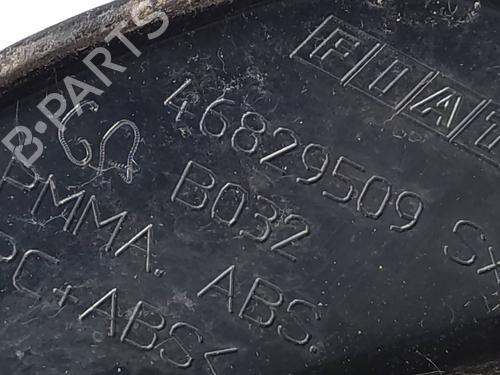 B-PARTS
FIAT
46829509 S+
B032
PMMA. ABS.
PC+ABS<